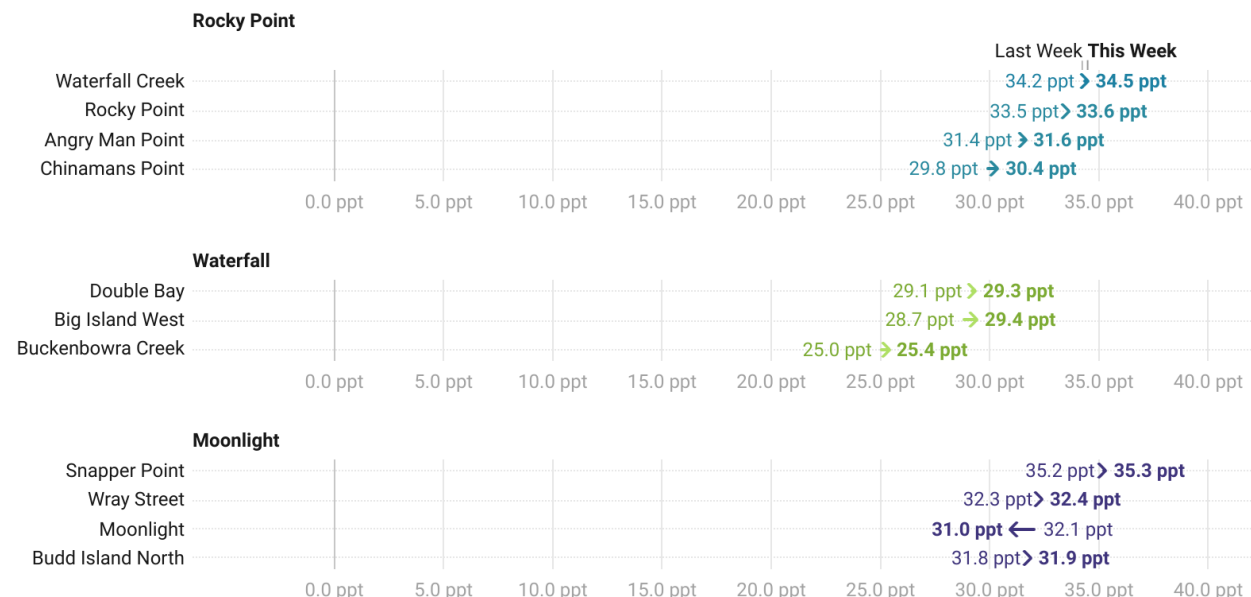 Rocky Point
Last Week This Week
Waterfall Creek 34.2 ppt 34.5 ppt
Rocky Point 33.5 ppt 33.6 ppt
Angry Man Point 31.4 ppt 31.6 ppt
Chinamans Point 29.8 ppt 30.4 ppt
0.0 ppt 5.0 ppt 10.0 ppt 15.0 ppt 20.0 ppt 25.0 ppt 30.0 ppt 35.0 ppt 40.0 ppt
Waterfall
Double Bay 29.1 ppt 29.3 ppt
Big Island West 28.7 ppt 29.4 ppt
Buckenbowra Creek 25.0 ppt 25.4 ppt
0.0 ppt 5.0 ppt 10.0 ppt 15.0 ppt 20.0 ppt 25.0 ppt 30.0 ppt 35.0 ppt 40.0 ppt
Moonlight
Snapper Point 35.2 ppt 35.3 ppt
Wray Street 32.3 ppt 32.4 ppt
Moonlight 31.0 ppt 32.1 ppt
Budd Island North 31.8 ppt 31.9 ppt
0.0 ppt 5.0 ppt 10.0 ppt 15.0 ppt 20.0 ppt 25.0 ppt 30.0 ppt 35.0 ppt 40.0 ppt